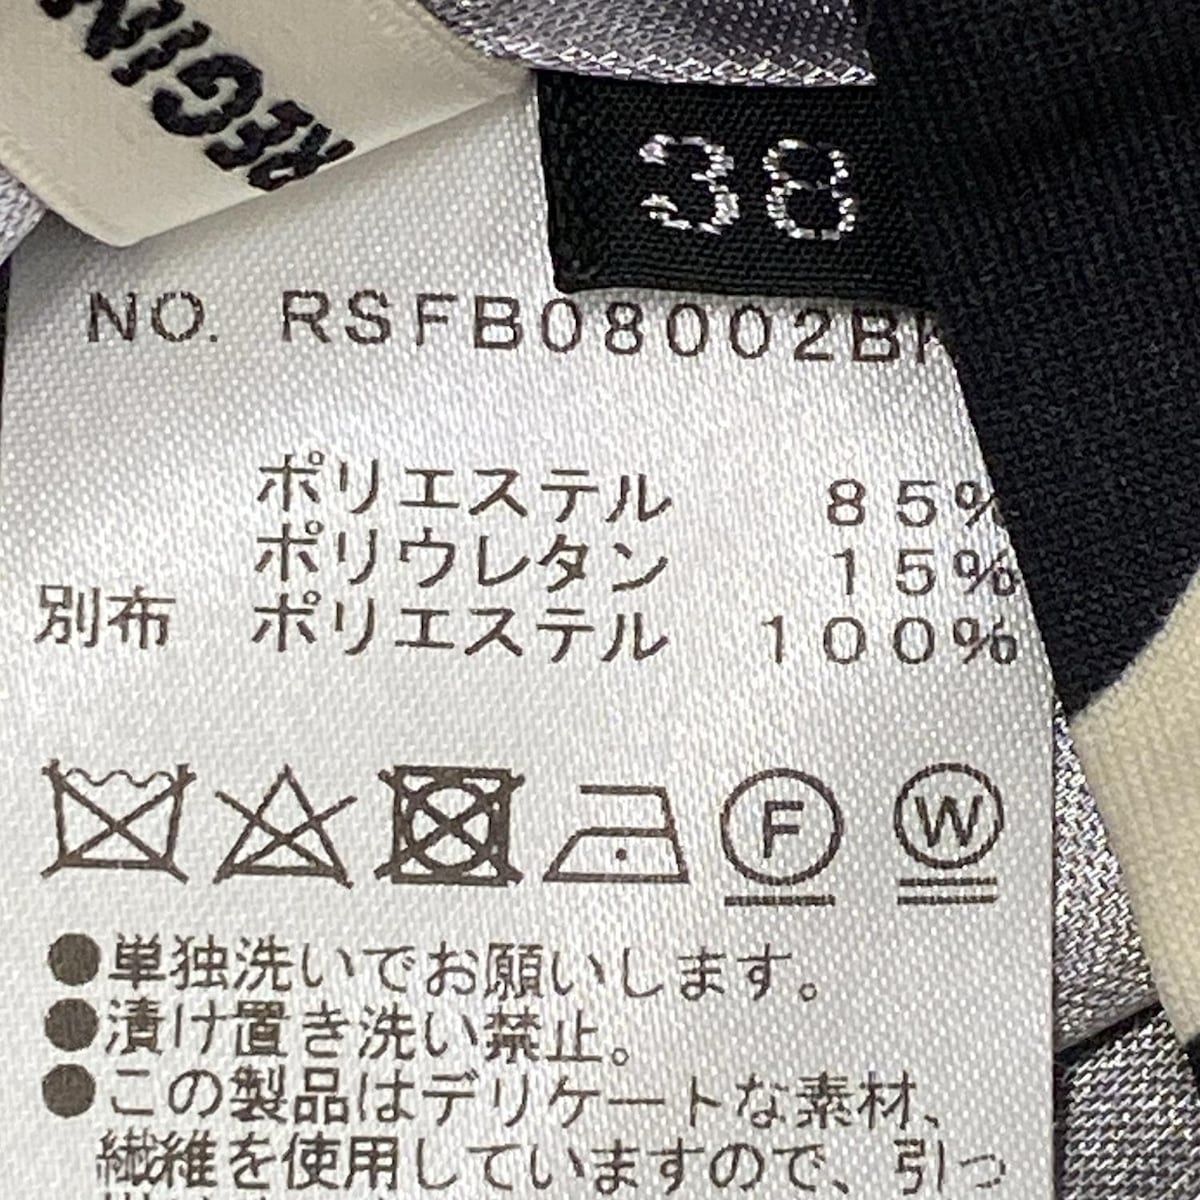 REGIN
38
NO. RSFB08002B
ポリエステル 85%
ポリウレタン 15%
別布 ポリエステル 100%
F W
●単独洗いでお願いします。
●漬け置き洗い禁止。
●この製品はデリケートな素材、
繊維を使用していますので、引っ